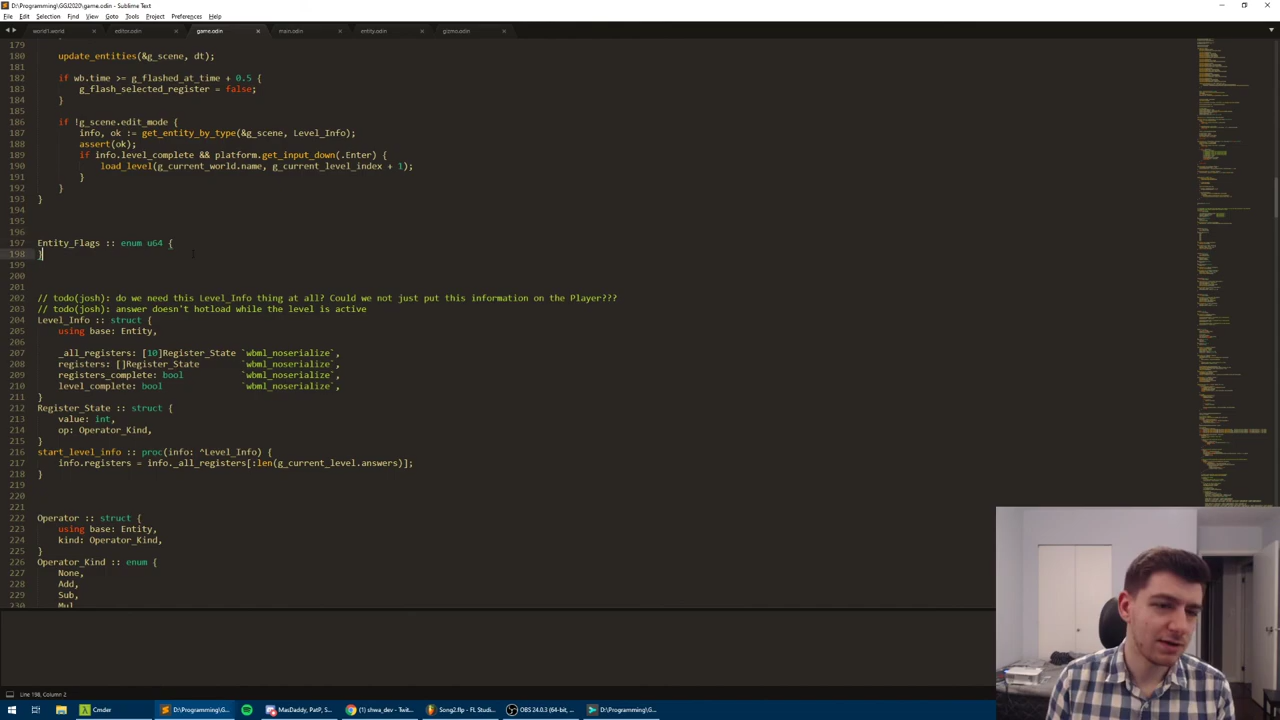 D:\Programming\GGJ2020\game.odin - Sublime Text
File Edit Selection Find View Goto Tools Project Preferences Help
world1.world editor.odin game.odin main.odin entity.odin gizmo.odin
179
180 update_entities(&g_scene, dt);
181
182 if wb.time >= g_flashed_at_time + 0.5 {
183 g_flash_selected_register = false;
184 }
185
186 if !g_scene.edit_mode {
187 info, ok := get_entity_by_type(&g_scene, Level_Info);
188 assert(ok);
189 if info.level_complete && platform.get_input_down(.Enter) {
190 load_level(g_current_world.name, g_current_level_index + 1);
191 }
192 }
193 }
194
195
196
197 Entity_Flags :: enum u64 {
198 }
199
200
201
202 // todo(josh): do we need this Level_Info thing at all? Could we not just put this information on the Player???
203 // todo(josh): answer doesn't hotload while the level is active
204 Level_Info :: struct {
205 using base: Entity,
206
207 _all_registers: [10]Register_State `wbml_noserialize`,
208 registers: []Register_State `wbml_noserialize`,
209 registers_complete: bool `wbml_noserialize`,
210 level_complete: bool `wbml_noserialize`,
211 }
212 Register_State :: struct {
213 value: int,
214 op: Operator_Kind,
215 }
216 start_level_info :: proc(info: ^Level_Info) {
217 info.registers = info._all_registers[:len(g_current_level.answers)];
218 }
219
220
221
222 Operator :: struct {
223 using base: Entity,
224 kind: Operator_Kind,
225 }
226 Operator_Kind :: enum {
227 None,
228 Add,
229 Sub,
230 Mul,
Line 198, Column 2
Cmder D:\Programming\G... MasDaddy, PatP, S... (1) shwa_dev - Twit... Song2.flp - FL Studi... OBS 24.0.3 (64-bit, ... D:\Programming\G...